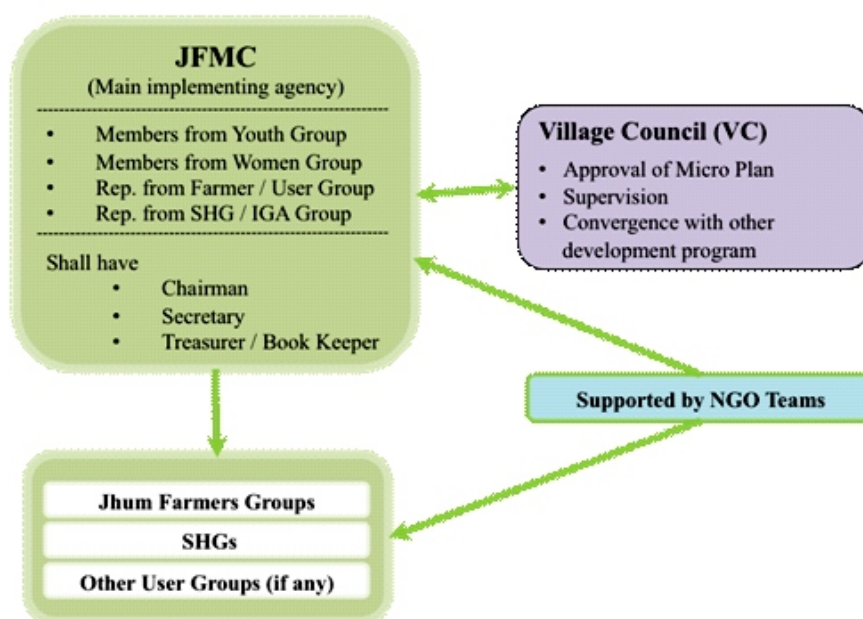 JFMC
(Main implementing agency)
• Members from Youth Group
• Members from Women Group
• Rep. from Farmer / User Group
• Rep. from SHG / IGA Group
Shall have
• Chairman
• Secretary
• Treasurer / Book Keeper
Village Council (VC)
• Approval of Micro Plan
• Supervision
• Convergence with other
development program
Supported by NGO Teams
Jhum Farmers Groups
SHGs
Other User Groups (if any)